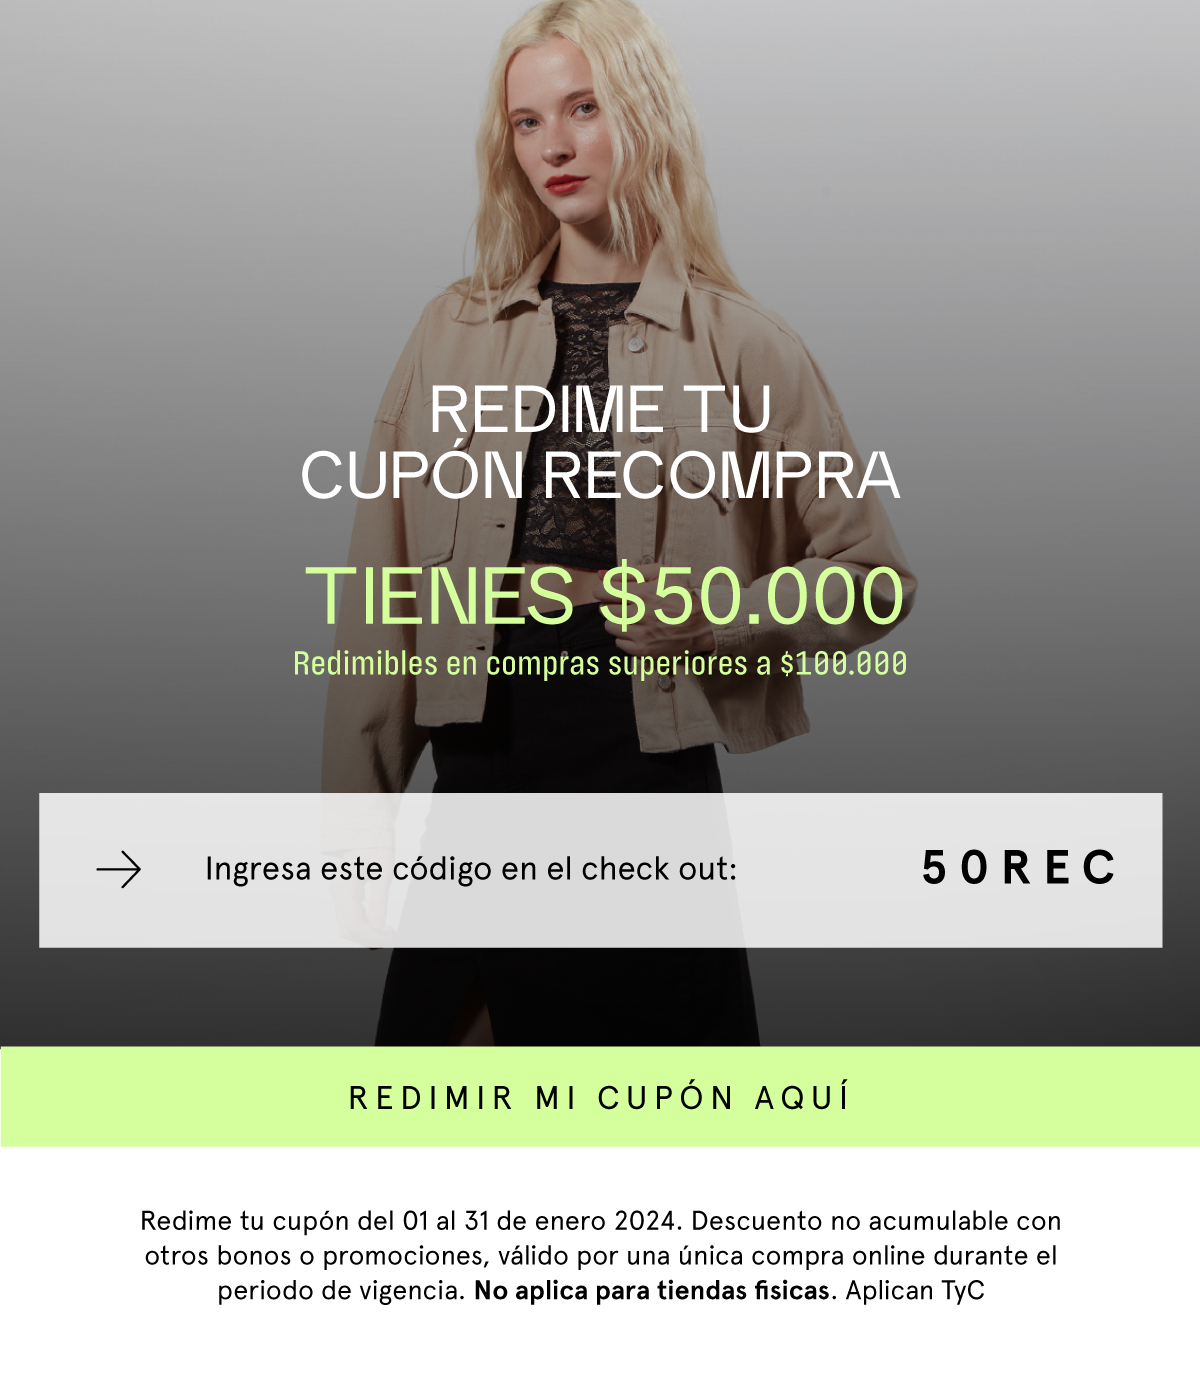 REDIME TU
CUPÓN RECOMPRA
TIENES $50.000
Redimibles en compras superiores a $100.000
Ingresa este código en el check out: 50REC
REDIMIR MI CUPÓN AQUÍ
Redime tu cupón del 01 al 31 de enero 2024. Descuento no acumulable con
otros bonos o promociones, válido por una única compra online durante el
periodo de vigencia. No aplica para tiendas fisicas. Aplican TyC